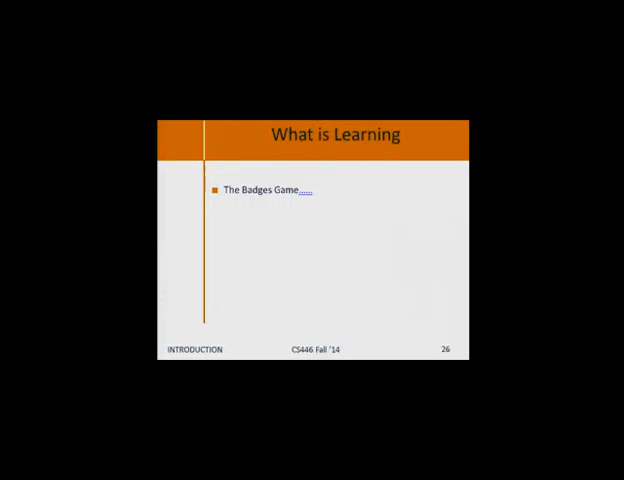 What is Learning
The Badges Game......
INTRODUCTION
CS446 Fall '14
26